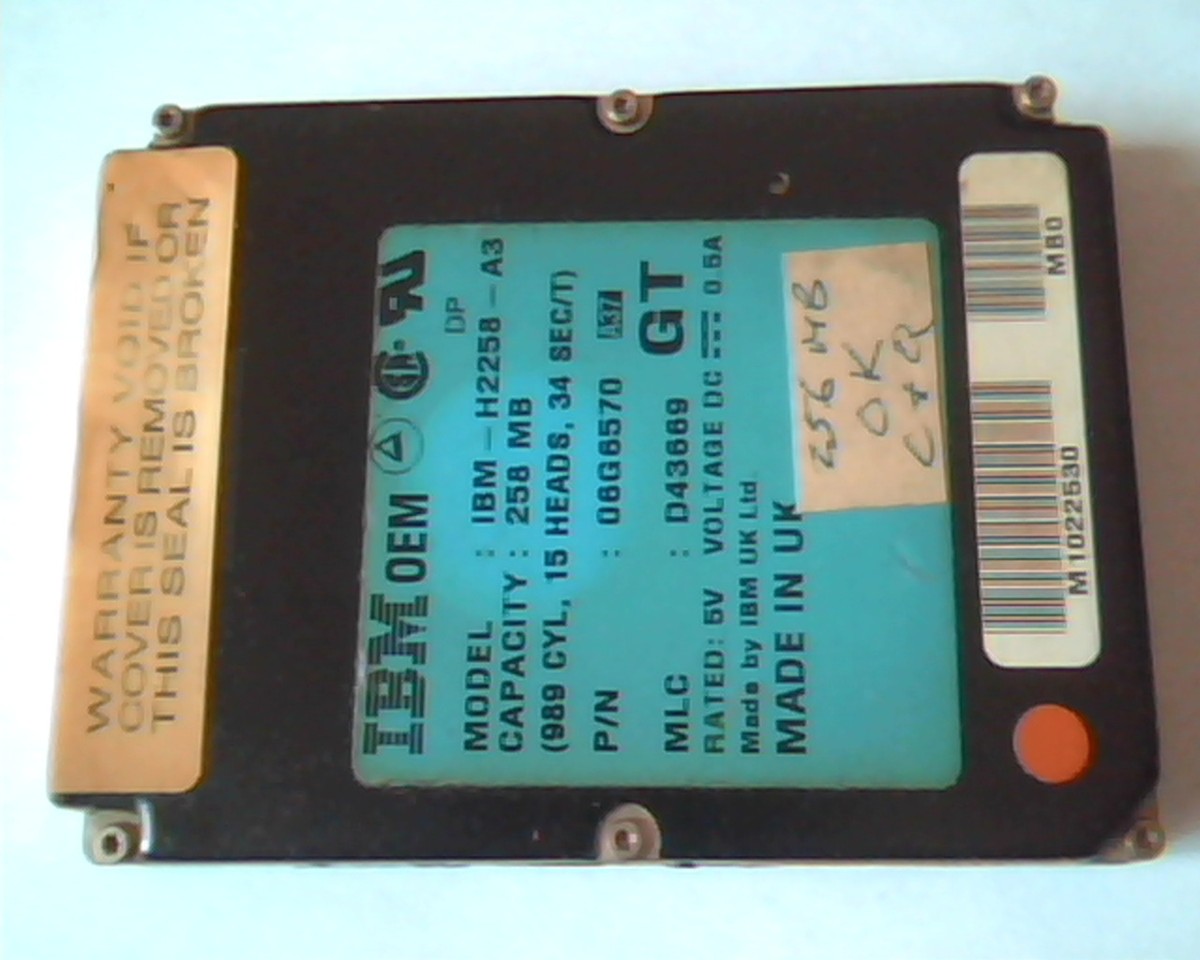 WARRANTY VOID IF
COVER IS REMOVED OR
THIS SEAL IS BROKEN
IBM OEM
DP
MODEL : IBM-H2258-A3
CAPACITY : 258 MB
(989 CYL, 15 HEADS, 34 SEC/T)
P/N : 06G6570 A37
MLC : D43669 GT
RATED: 5V VOLTAGE DC 0.5A
Made by IBM UK Ltd
MADE IN UK
256 MB
OK
MB0
M1022530